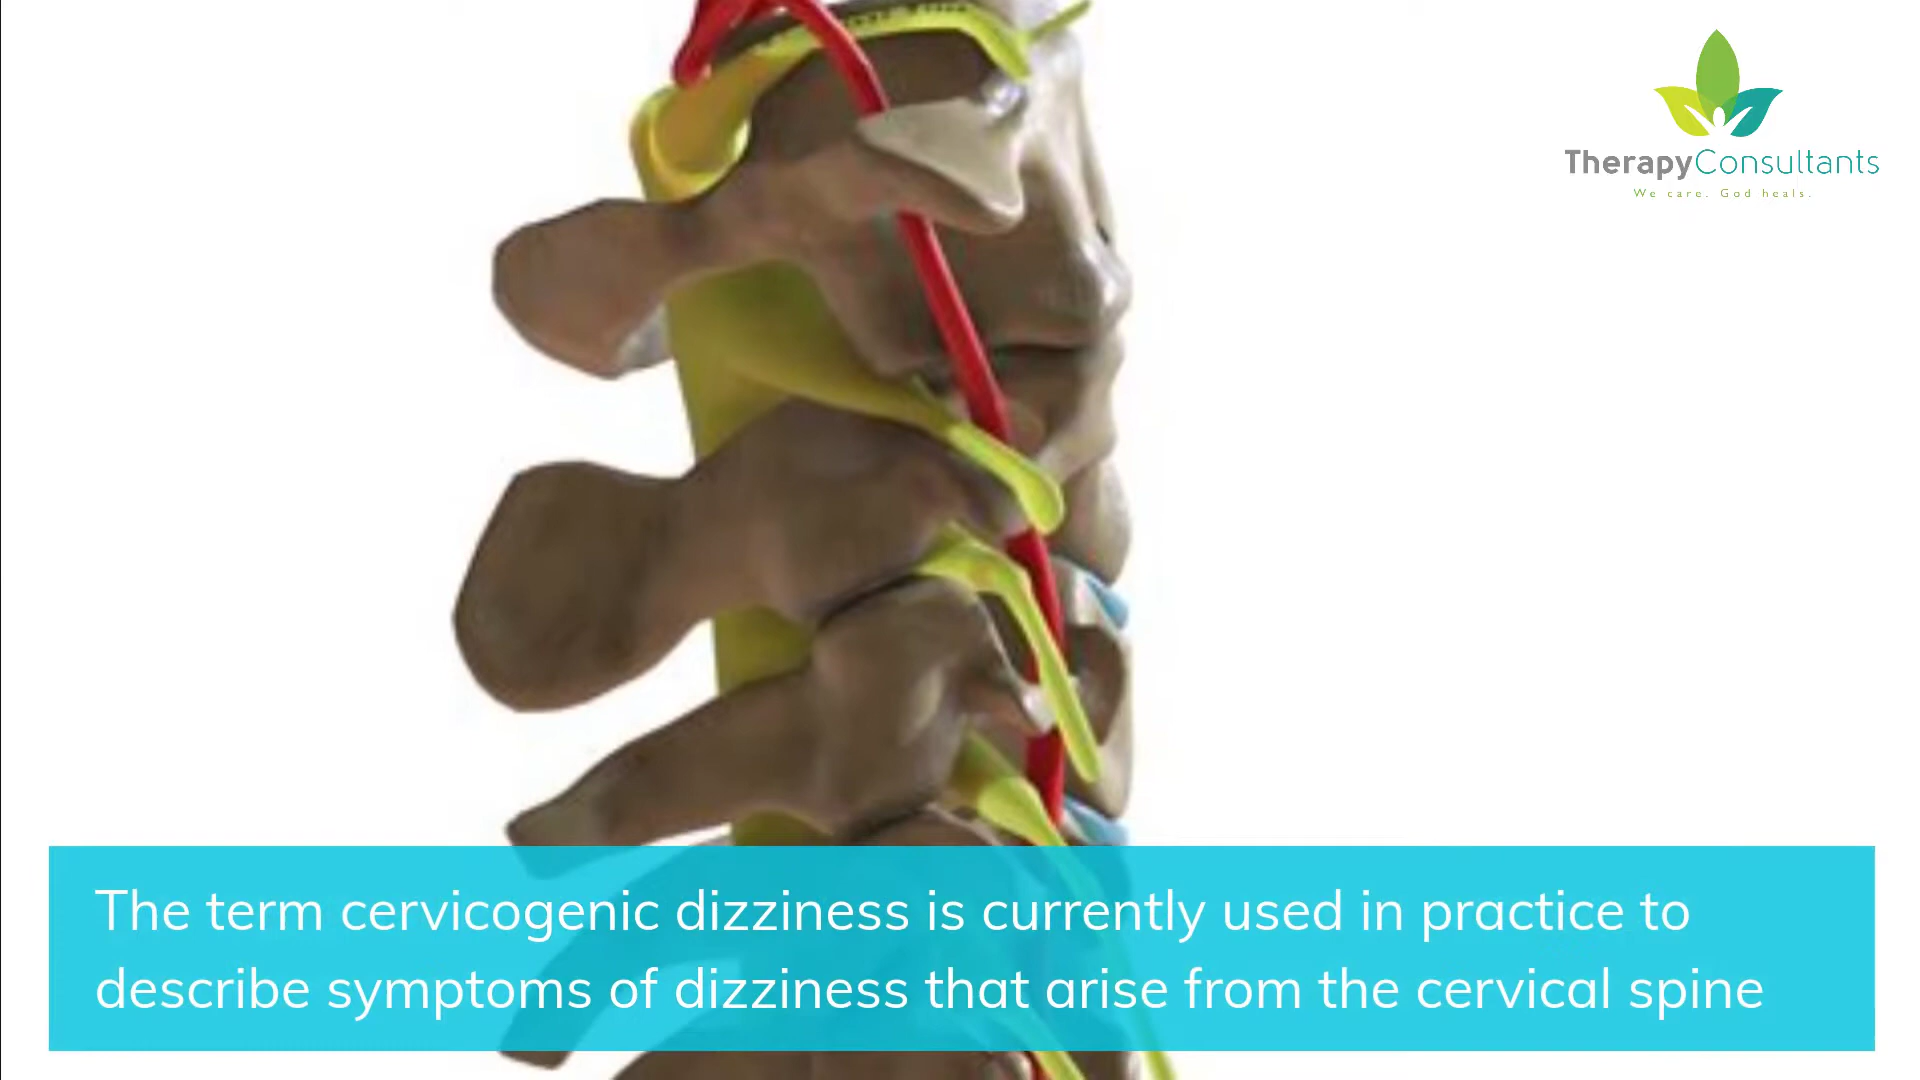 TherapyConsultants
We care. God heals.
The term cervicogenic dizziness is currently used in practice to
describe symptoms of dizziness that arise from the cervical spine